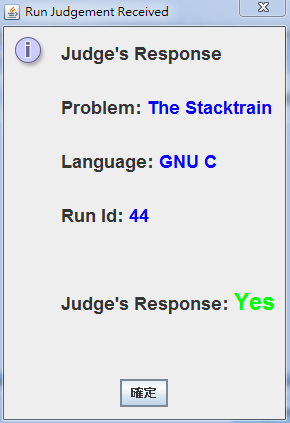 Run Judgement Received
Judge's Response
Problem: The Stacktrain
Language: GNU C
Run Id: 44
Judge's Response: Yes
確定